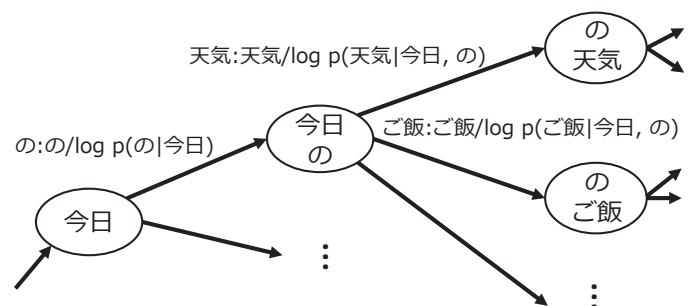 の
天気
天気:天気/log p(天気|今日, の)
今日
の
ご飯:ご飯/log p(ご飯|今日, の)
の:の/log p(の|今日)
の
ご飯
今日
⋮
⋮